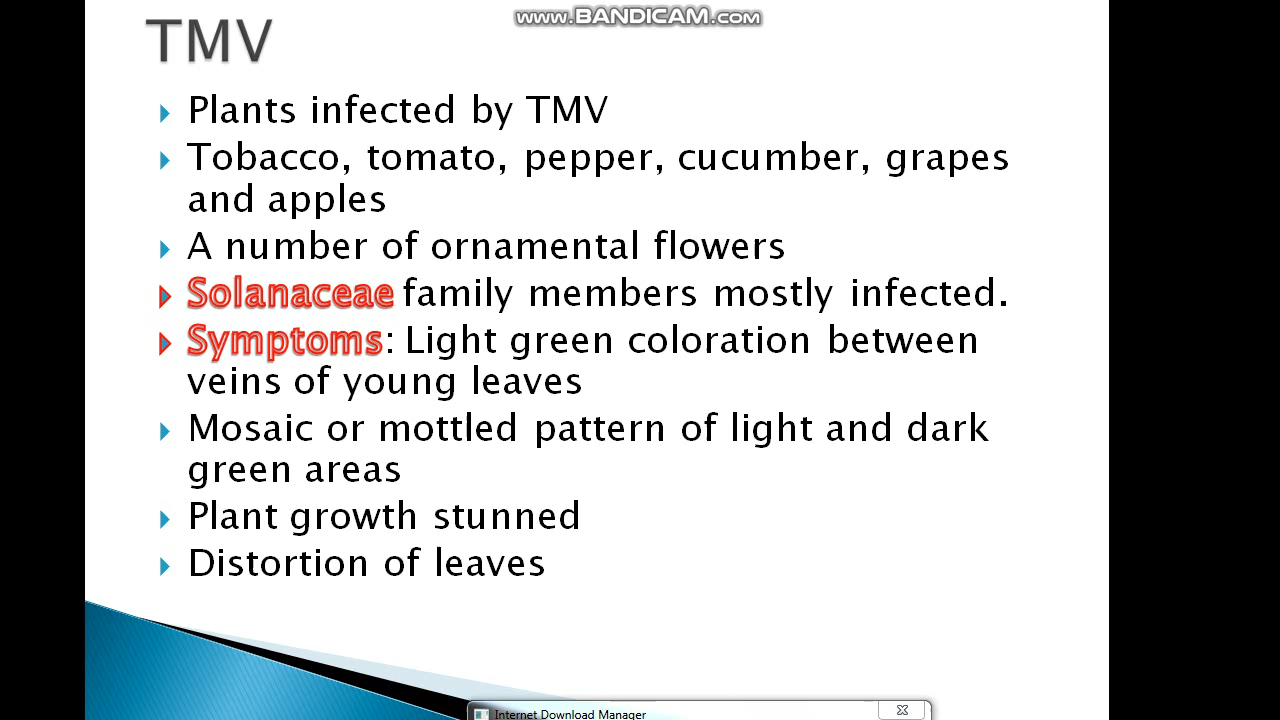 www.BANDICAM.com
TMV
Plants infected by TMV
Tobacco, tomato, pepper, cucumber, grapes
and apples
A number of ornamental flowers
Solanaceae family members mostly infected.
Symptoms: Light green coloration between
veins of young leaves
Mosaic or mottled pattern of light and dark
green areas
Plant growth stunned
Distortion of leaves
Internet Download Manager